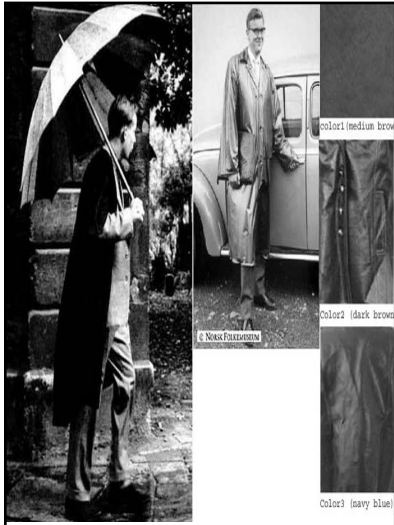 © NORSK FOLKEMUSEUM
color1(medium brow
Color2 (dark brown
Color3 (navy blue)